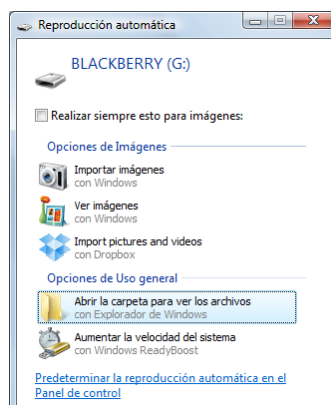 Reproducción automática
BLACKBERRY (G:)
Realizar siempre esto para imágenes:
Opciones de Imágenes
Importar imágenes
con Windows
Ver imágenes
con Windows
Import pictures and videos
con Dropbox
Opciones de Uso general
Abrir la carpeta para ver los archivos
con Explorador de Windows
Aumentar la velocidad del sistema
con Windows ReadyBoost
Predeterminar la reproducción automática en el
Panel de control